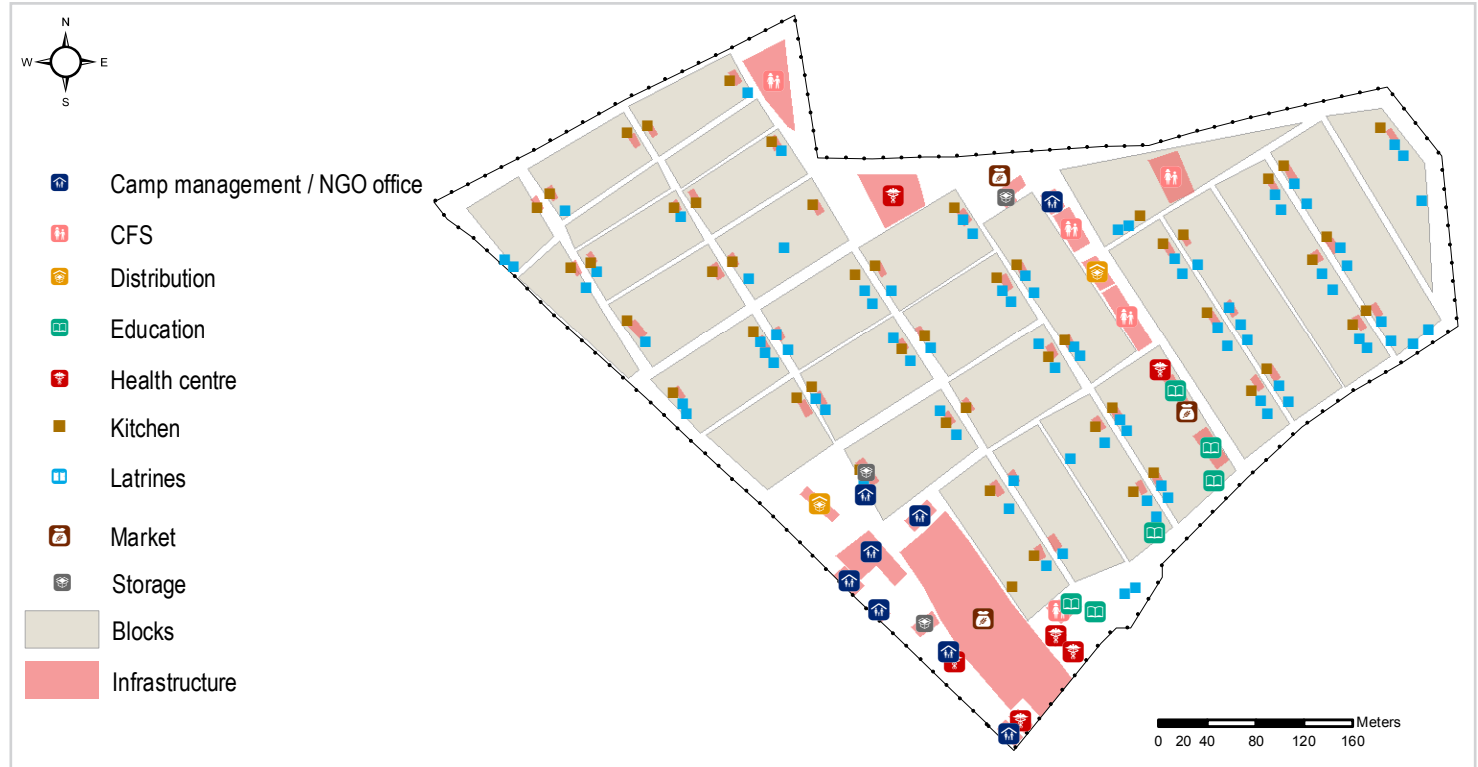 N
W E
S
Camp management / NGO office
CFS
Distribution
Education
Health centre
Kitchen
Latrines
Market
Storage
Blocks
Infrastructure
Meters
0 20 40 80 120 160